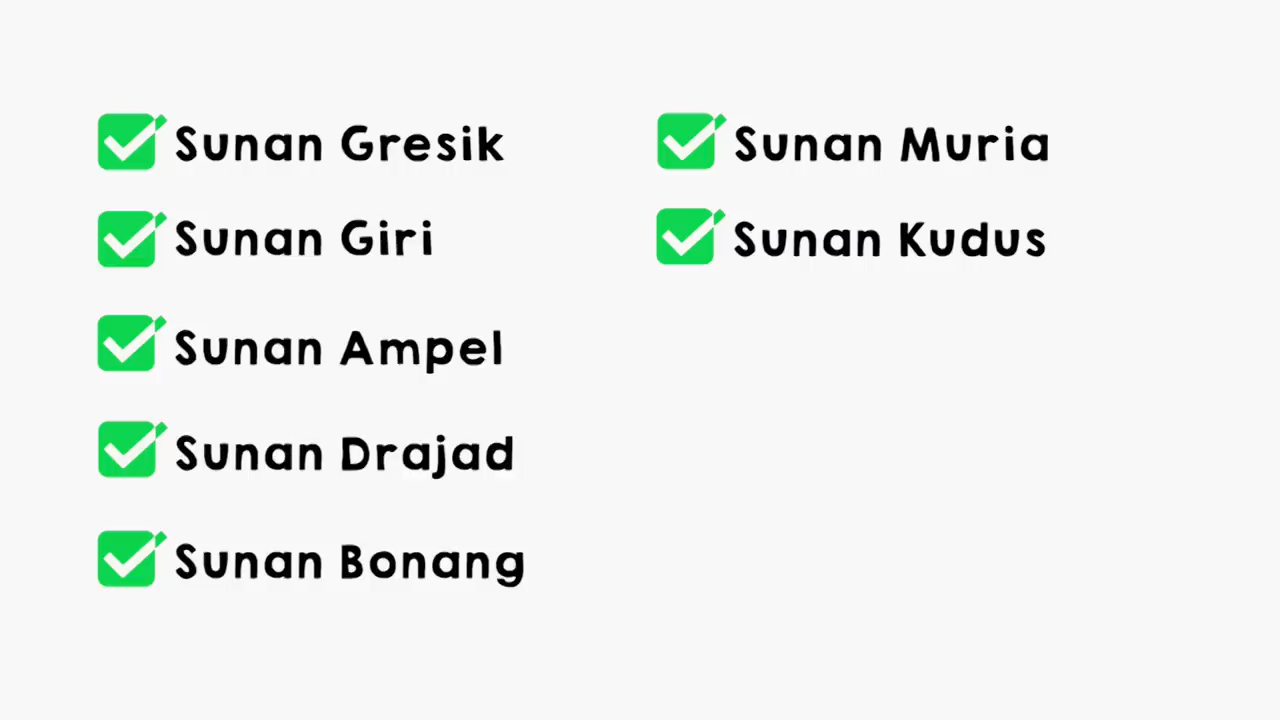 Sunan Gresik
Sunan Giri
Sunan Ampel
Sunan Drajad
Sunan Bonang
Sunan Muria
Sunan Kudus